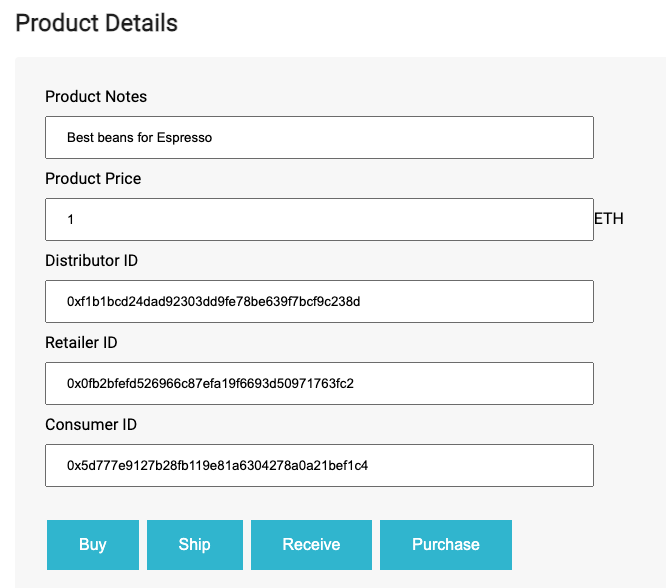 Product Details
Product Notes
Best beans for Espresso
Product Price
1 ETH
Distributor ID
0xf1b1bcd24dad92303dd9fe78be639f7bcf9c238d
Retailer ID
0x0fb2bfefd526966c87efa19f6693d50971763fc2
Consumer ID
0x5d777e9127b28fb119e81a6304278a0a21bef1c4
Buy Ship Receive Purchase